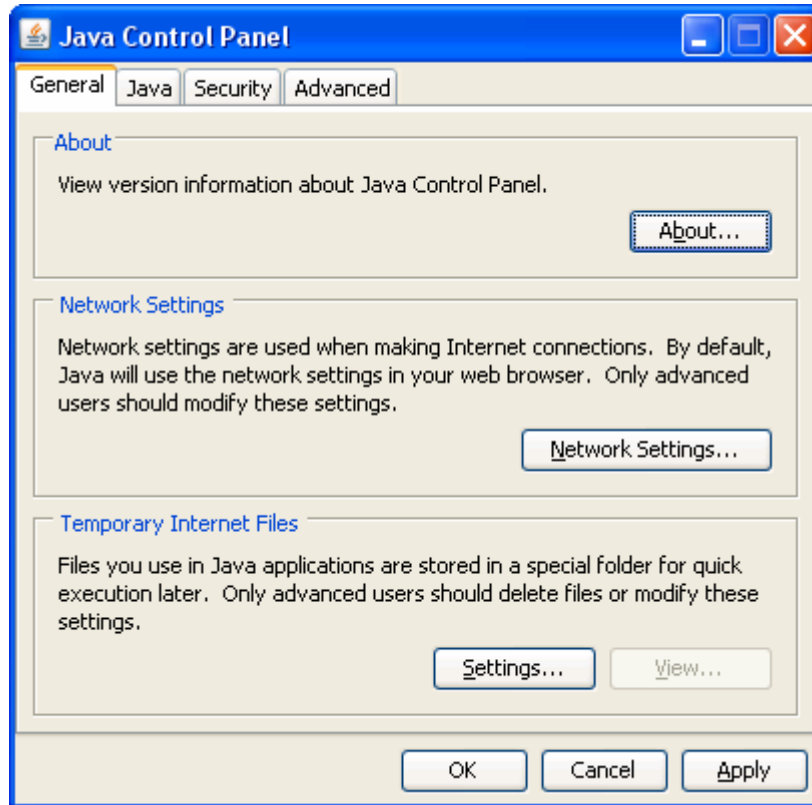 Java Control Panel
General Java Security Advanced
About
View version information about Java Control Panel.
About...
Network Settings
Network settings are used when making Internet connections. By default,
Java will use the network settings in your web browser. Only advanced
users should modify these settings.
Network Settings...
Temporary Internet Files
Files you use in Java applications are stored in a special folder for quick
execution later. Only advanced users should delete files or modify these
settings.
Settings... View...
OK Cancel Apply